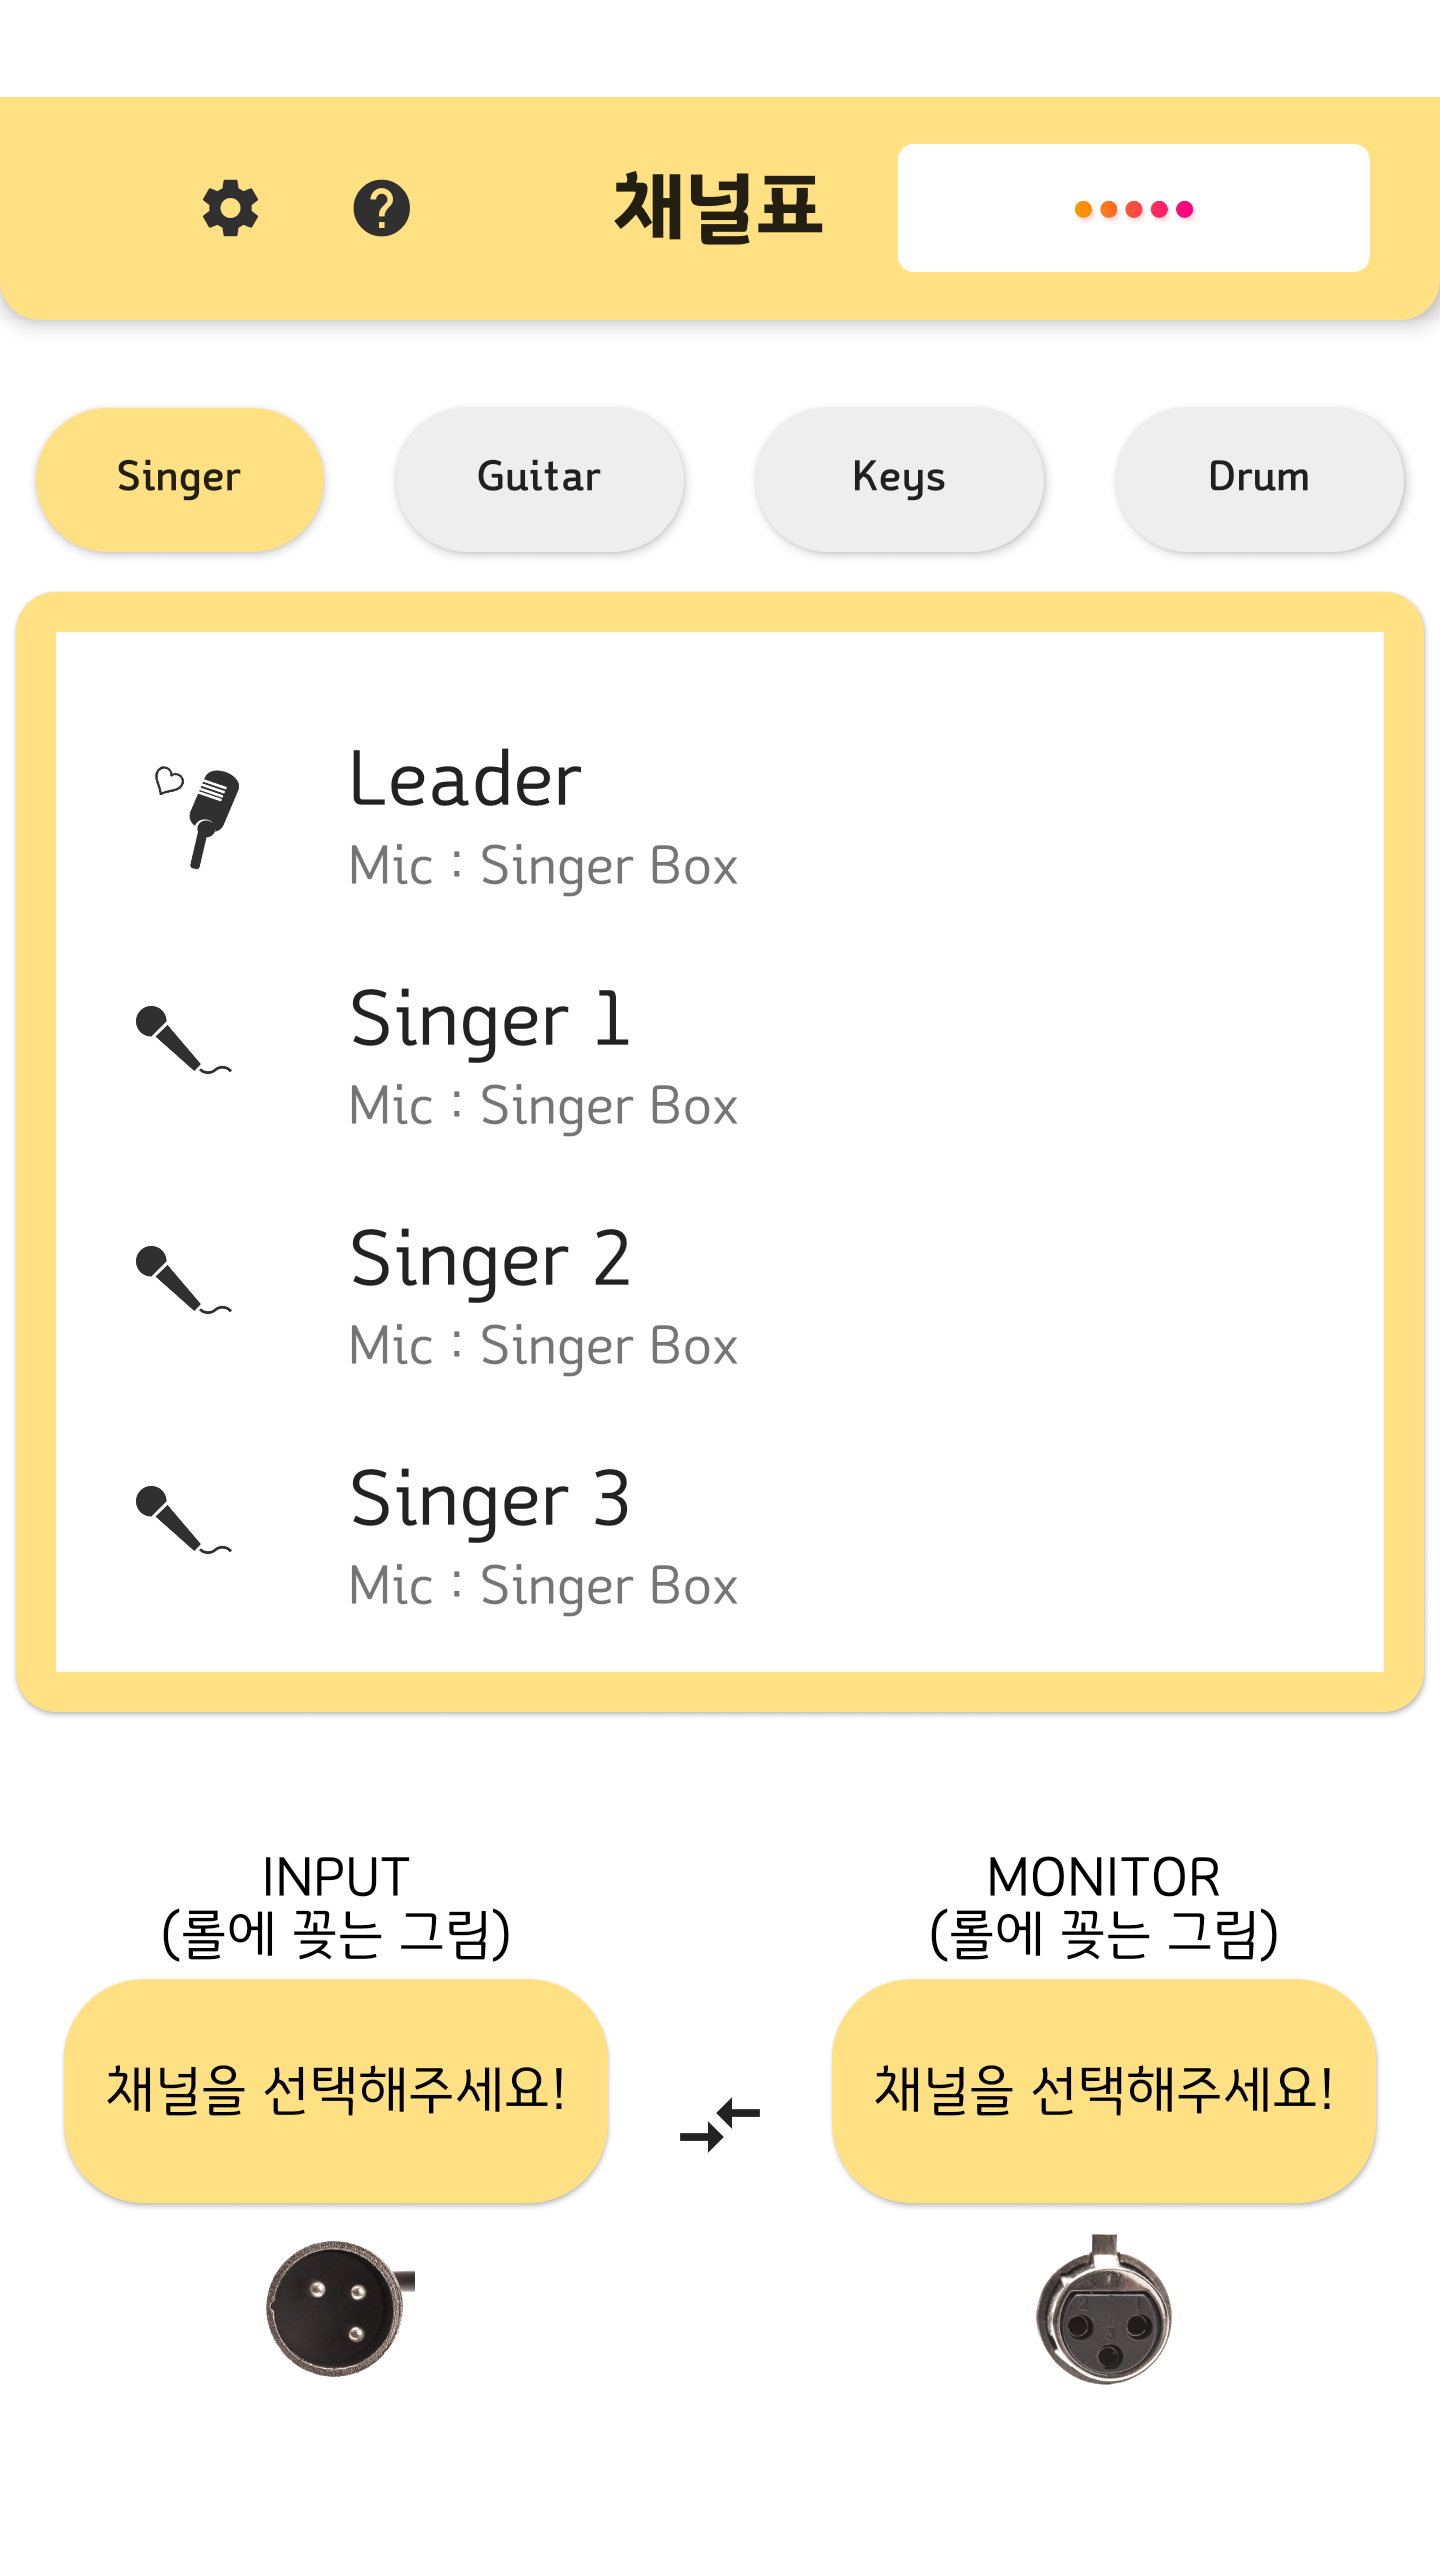 채널표
Singer
Guitar
Keys
Drum
Leader
Mic : Singer Box
Singer 1
Mic : Singer Box
Singer 2
Mic : Singer Box
Singer 3
Mic : Singer Box
INPUT
(롤에 꽂는 그림)
채널을 선택해주세요!
MONITOR
(롤에 꽂는 그림)
채널을 선택해주세요!